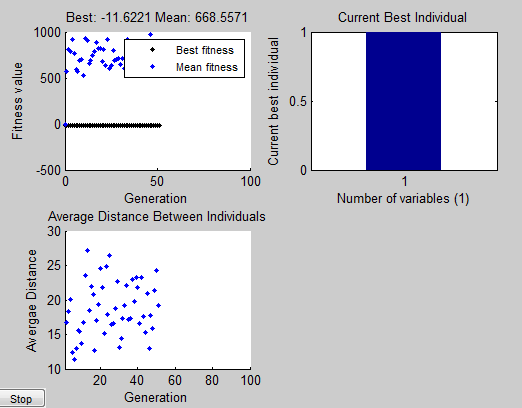 Best: -11.6221 Mean: 668.5571
1000
500
0
-500
Fitness value
Best fitness
Mean fitness
0 50 100
Generation
Current Best Individual
1
0.5
0
Current best individual
1
Number of variables (1)
Average Distance Between Individuals
30
25
20
15
10
Avergae Distance
20 40 60 80 100
Generation
Stop